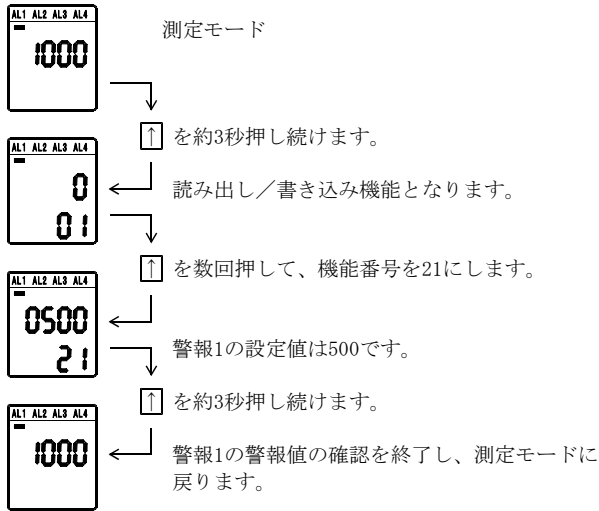 AL1 AL2 AL3 AL4
1000
測定モード
↑ を約3秒押し続けます。
AL1 AL2 AL3 AL4
0
読み出し／書き込み機能となります。
01
↑ を数回押して、機能番号を21にします。
AL1 AL2 AL3 AL4
0500
21
警報1の設定値は500です。
↑ を約3秒押し続けます。
AL1 AL2 AL3 AL4
1000
警報1の警報値の確認を終了し、測定モードに
戻ります。